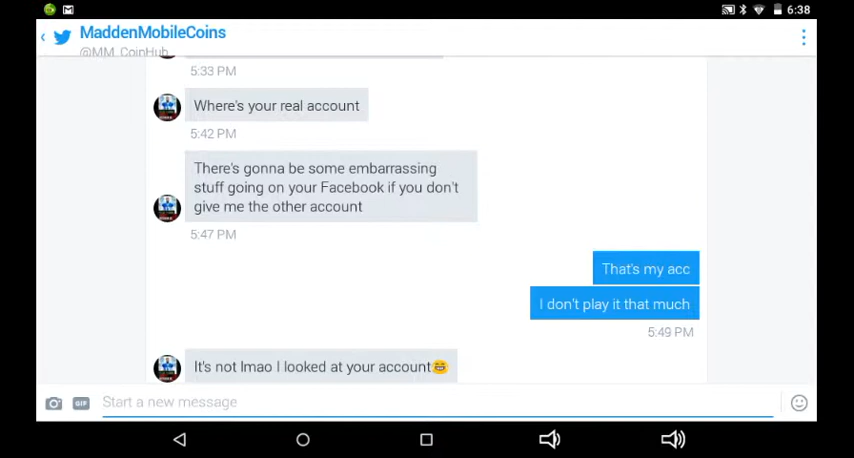 6:38
MaddenMobileCoins
@MM_CoinHub
5:33 PM
Where's your real account
5:42 PM
There's gonna be some embarrassing
stuff going on your Facebook if you don't
give me the other account
5:47 PM
That's my acc
I don't play it that much
5:49 PM
It's not lmao I looked at your account😂
GIF
Start a new message